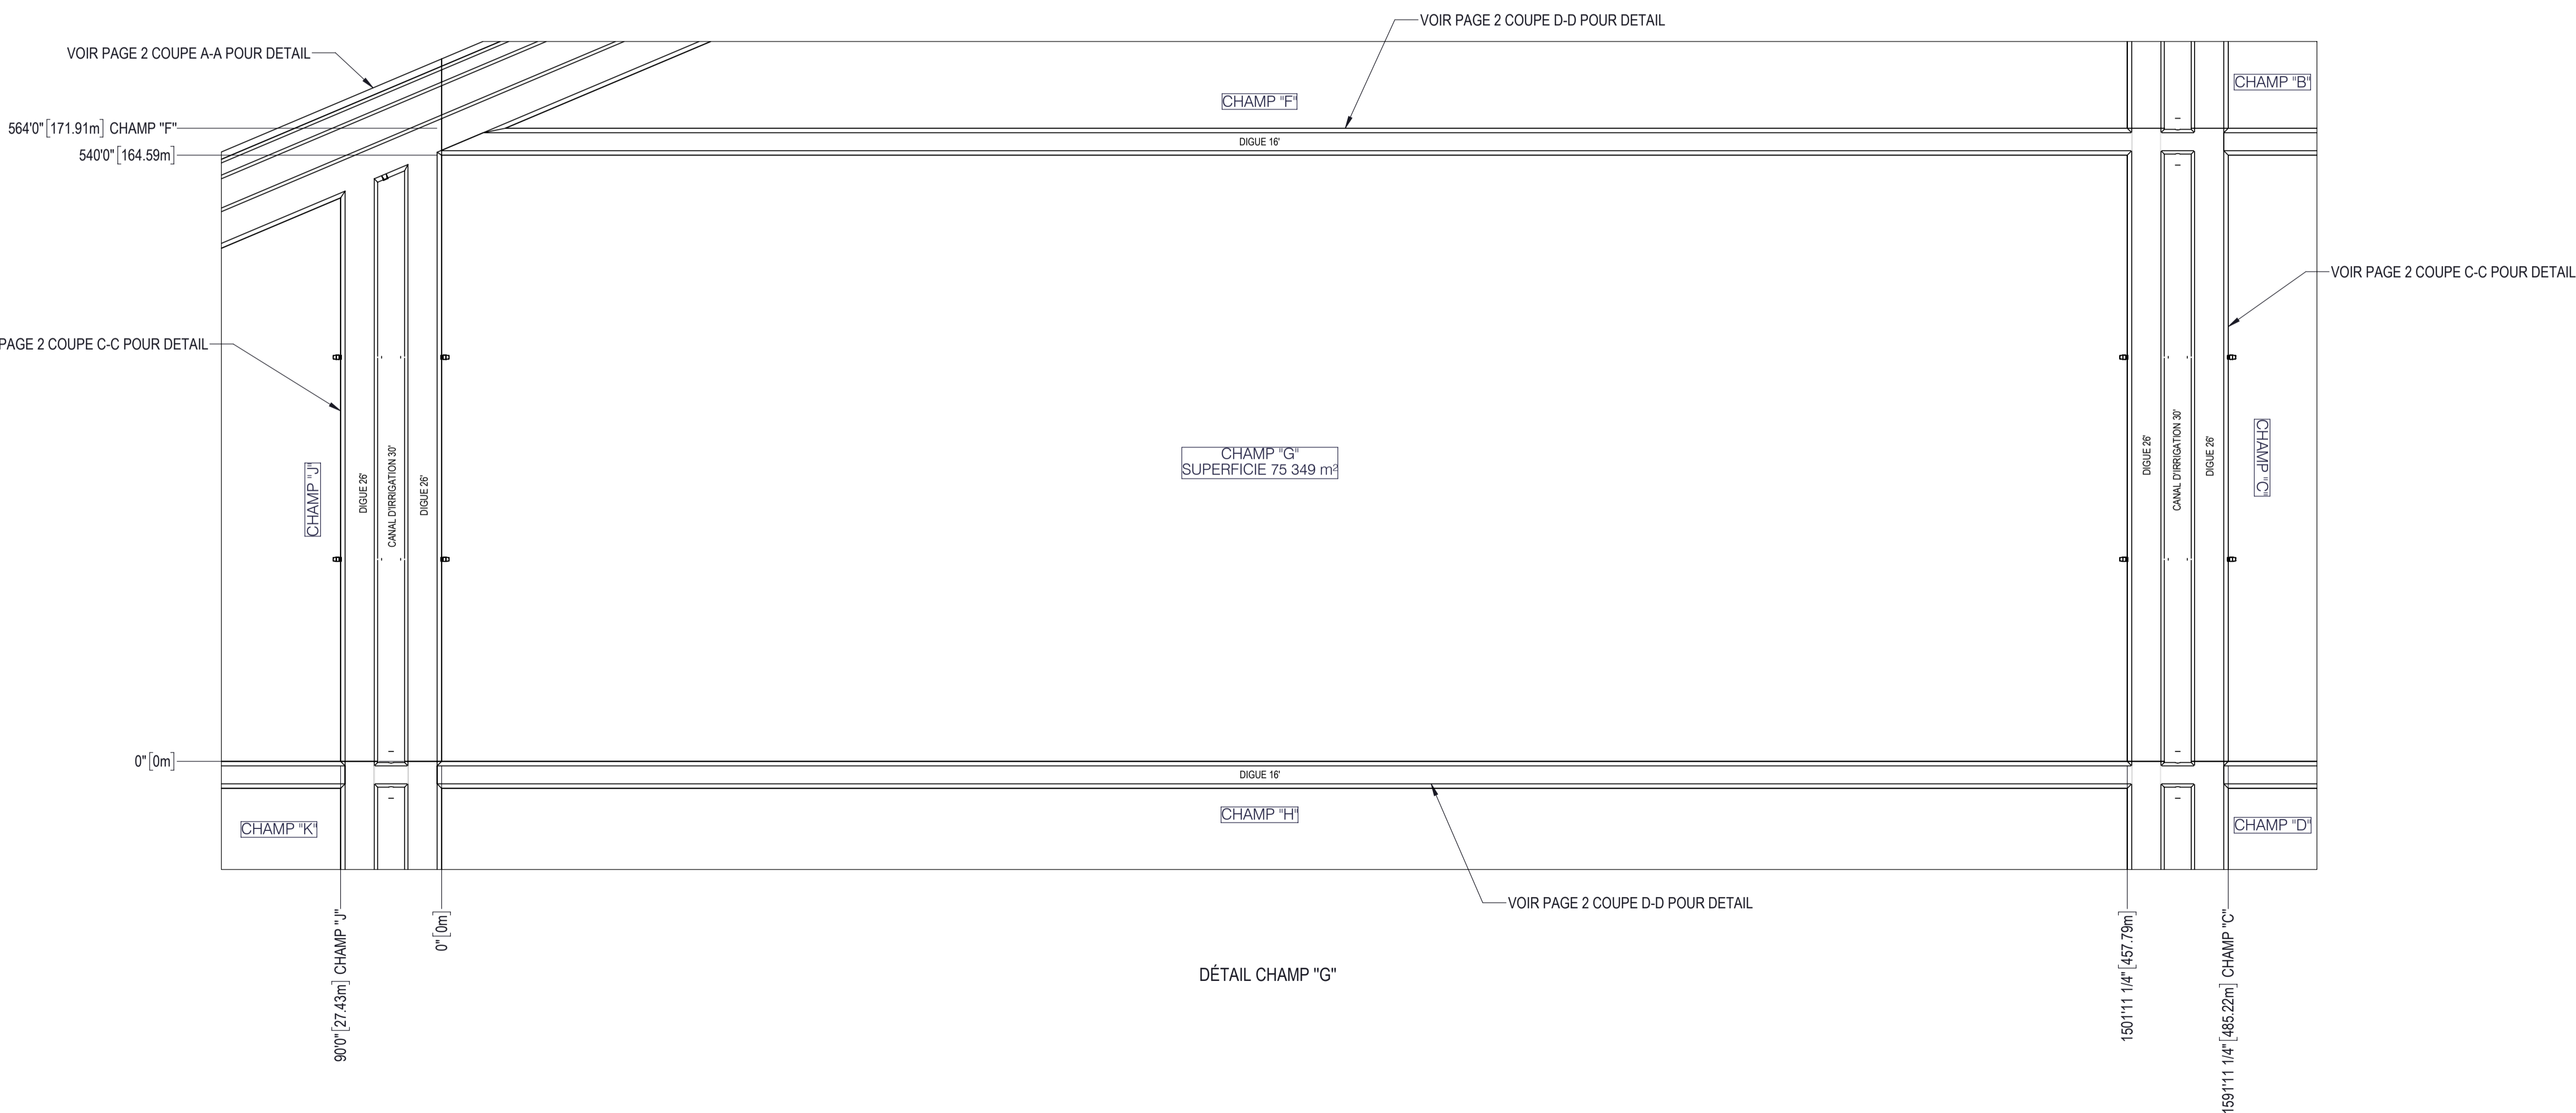 VOIR PAGE 2 COUPE D-D POUR DETAIL
VOIR PAGE 2 COUPE A-A POUR DETAIL
CHAMP "B"
CHAMP "F"
564'0" [171.91m] CHAMP "F"
DIGUE 16'
540'0" [164.59m]
VOIR PAGE 2 COUPE C-C POUR DETAIL
PAGE 2 COUPE C-C POUR DETAIL
CHAMP "J"
DIGUE 26'
CANAL D'IRRIGATION 30'
DIGUE 26'
CHAMP "G"
SUPERFICIE 75 349 m²
DIGUE 26'
CANAL D'IRRIGATION 30'
DIGUE 26'
CHAMP "C"
0" [0m]
DIGUE 16'
CHAMP "K"
CHAMP "H"
CHAMP "D"
VOIR PAGE 2 COUPE D-D POUR DETAIL
90'0" [27.43m] CHAMP "J"
0" [0m]
1501'11 1/4" [457.79m]
1591'11 1/4" [485.22m] CHAMP "C"
DÉTAIL CHAMP "G"